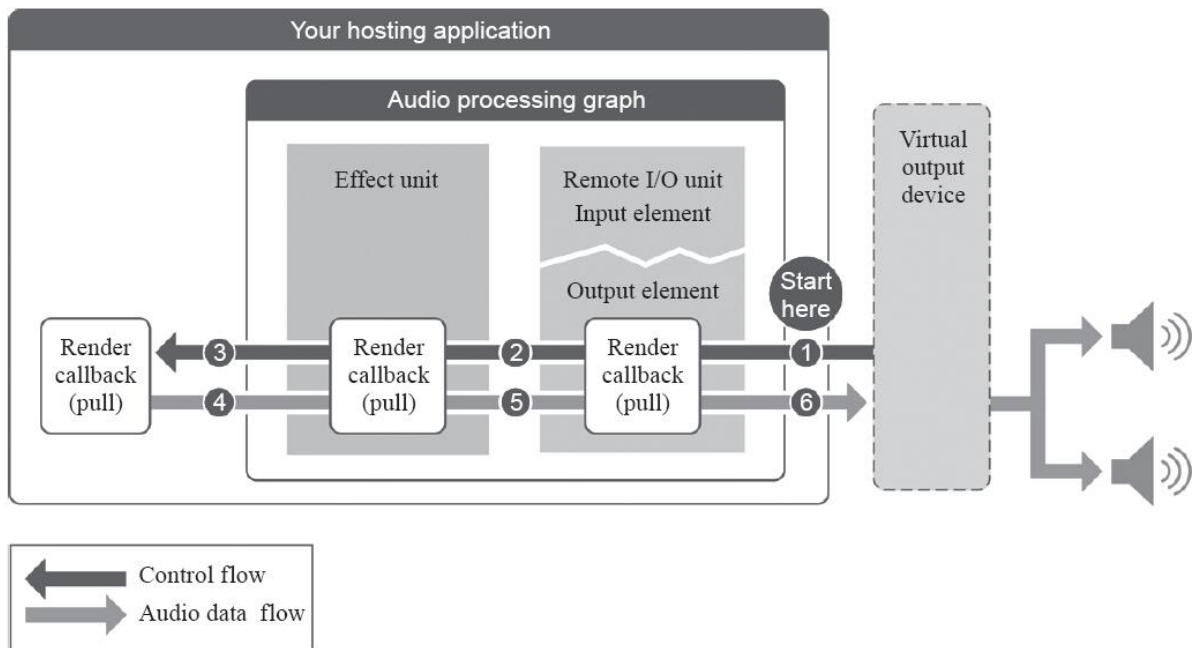 Your hosting application
Audio processing graph
Effect unit
Remote I/O unit
Input element
Output element
Virtual
output
device
Start
here
Render
callback
(pull)
3
Render
callback
(pull)
2
Render
callback
(pull)
1
4
5
6
Control flow
Audio data flow